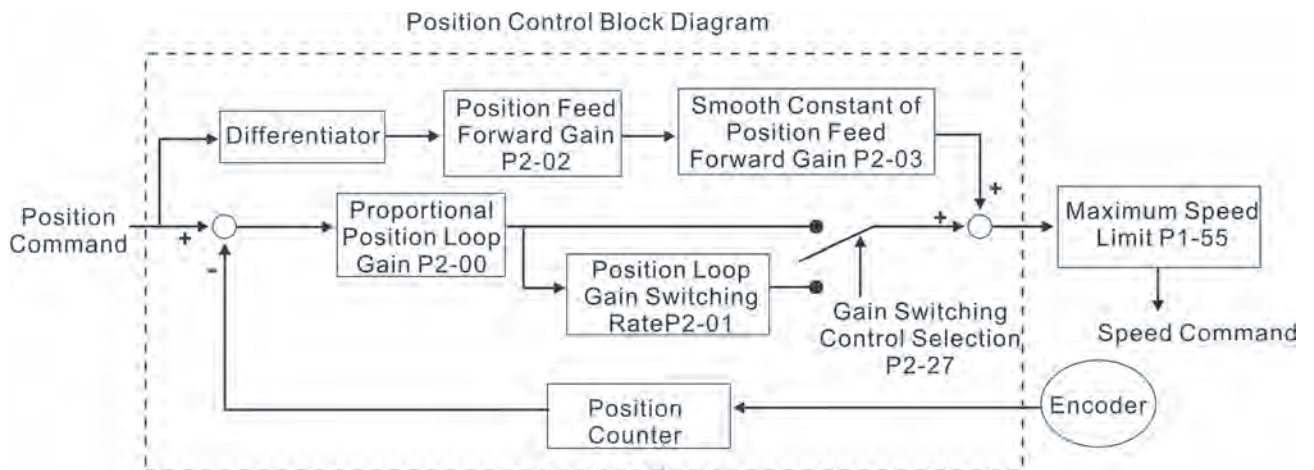 Position Control Block Diagram
Differentiator
Position Feed
Forward Gain
P2-02
Smooth Constant of
Position Feed
Forward Gain P2-03
Position
Command
+
-
Proportional
Position Loop
Gain P2-00
Position Loop
Gain Switching
RateP2-01
Gain Switching
Control Selection
P2-27
+
+
Maximum Speed
Limit P1-55
Speed Command
Position
Counter
Encoder